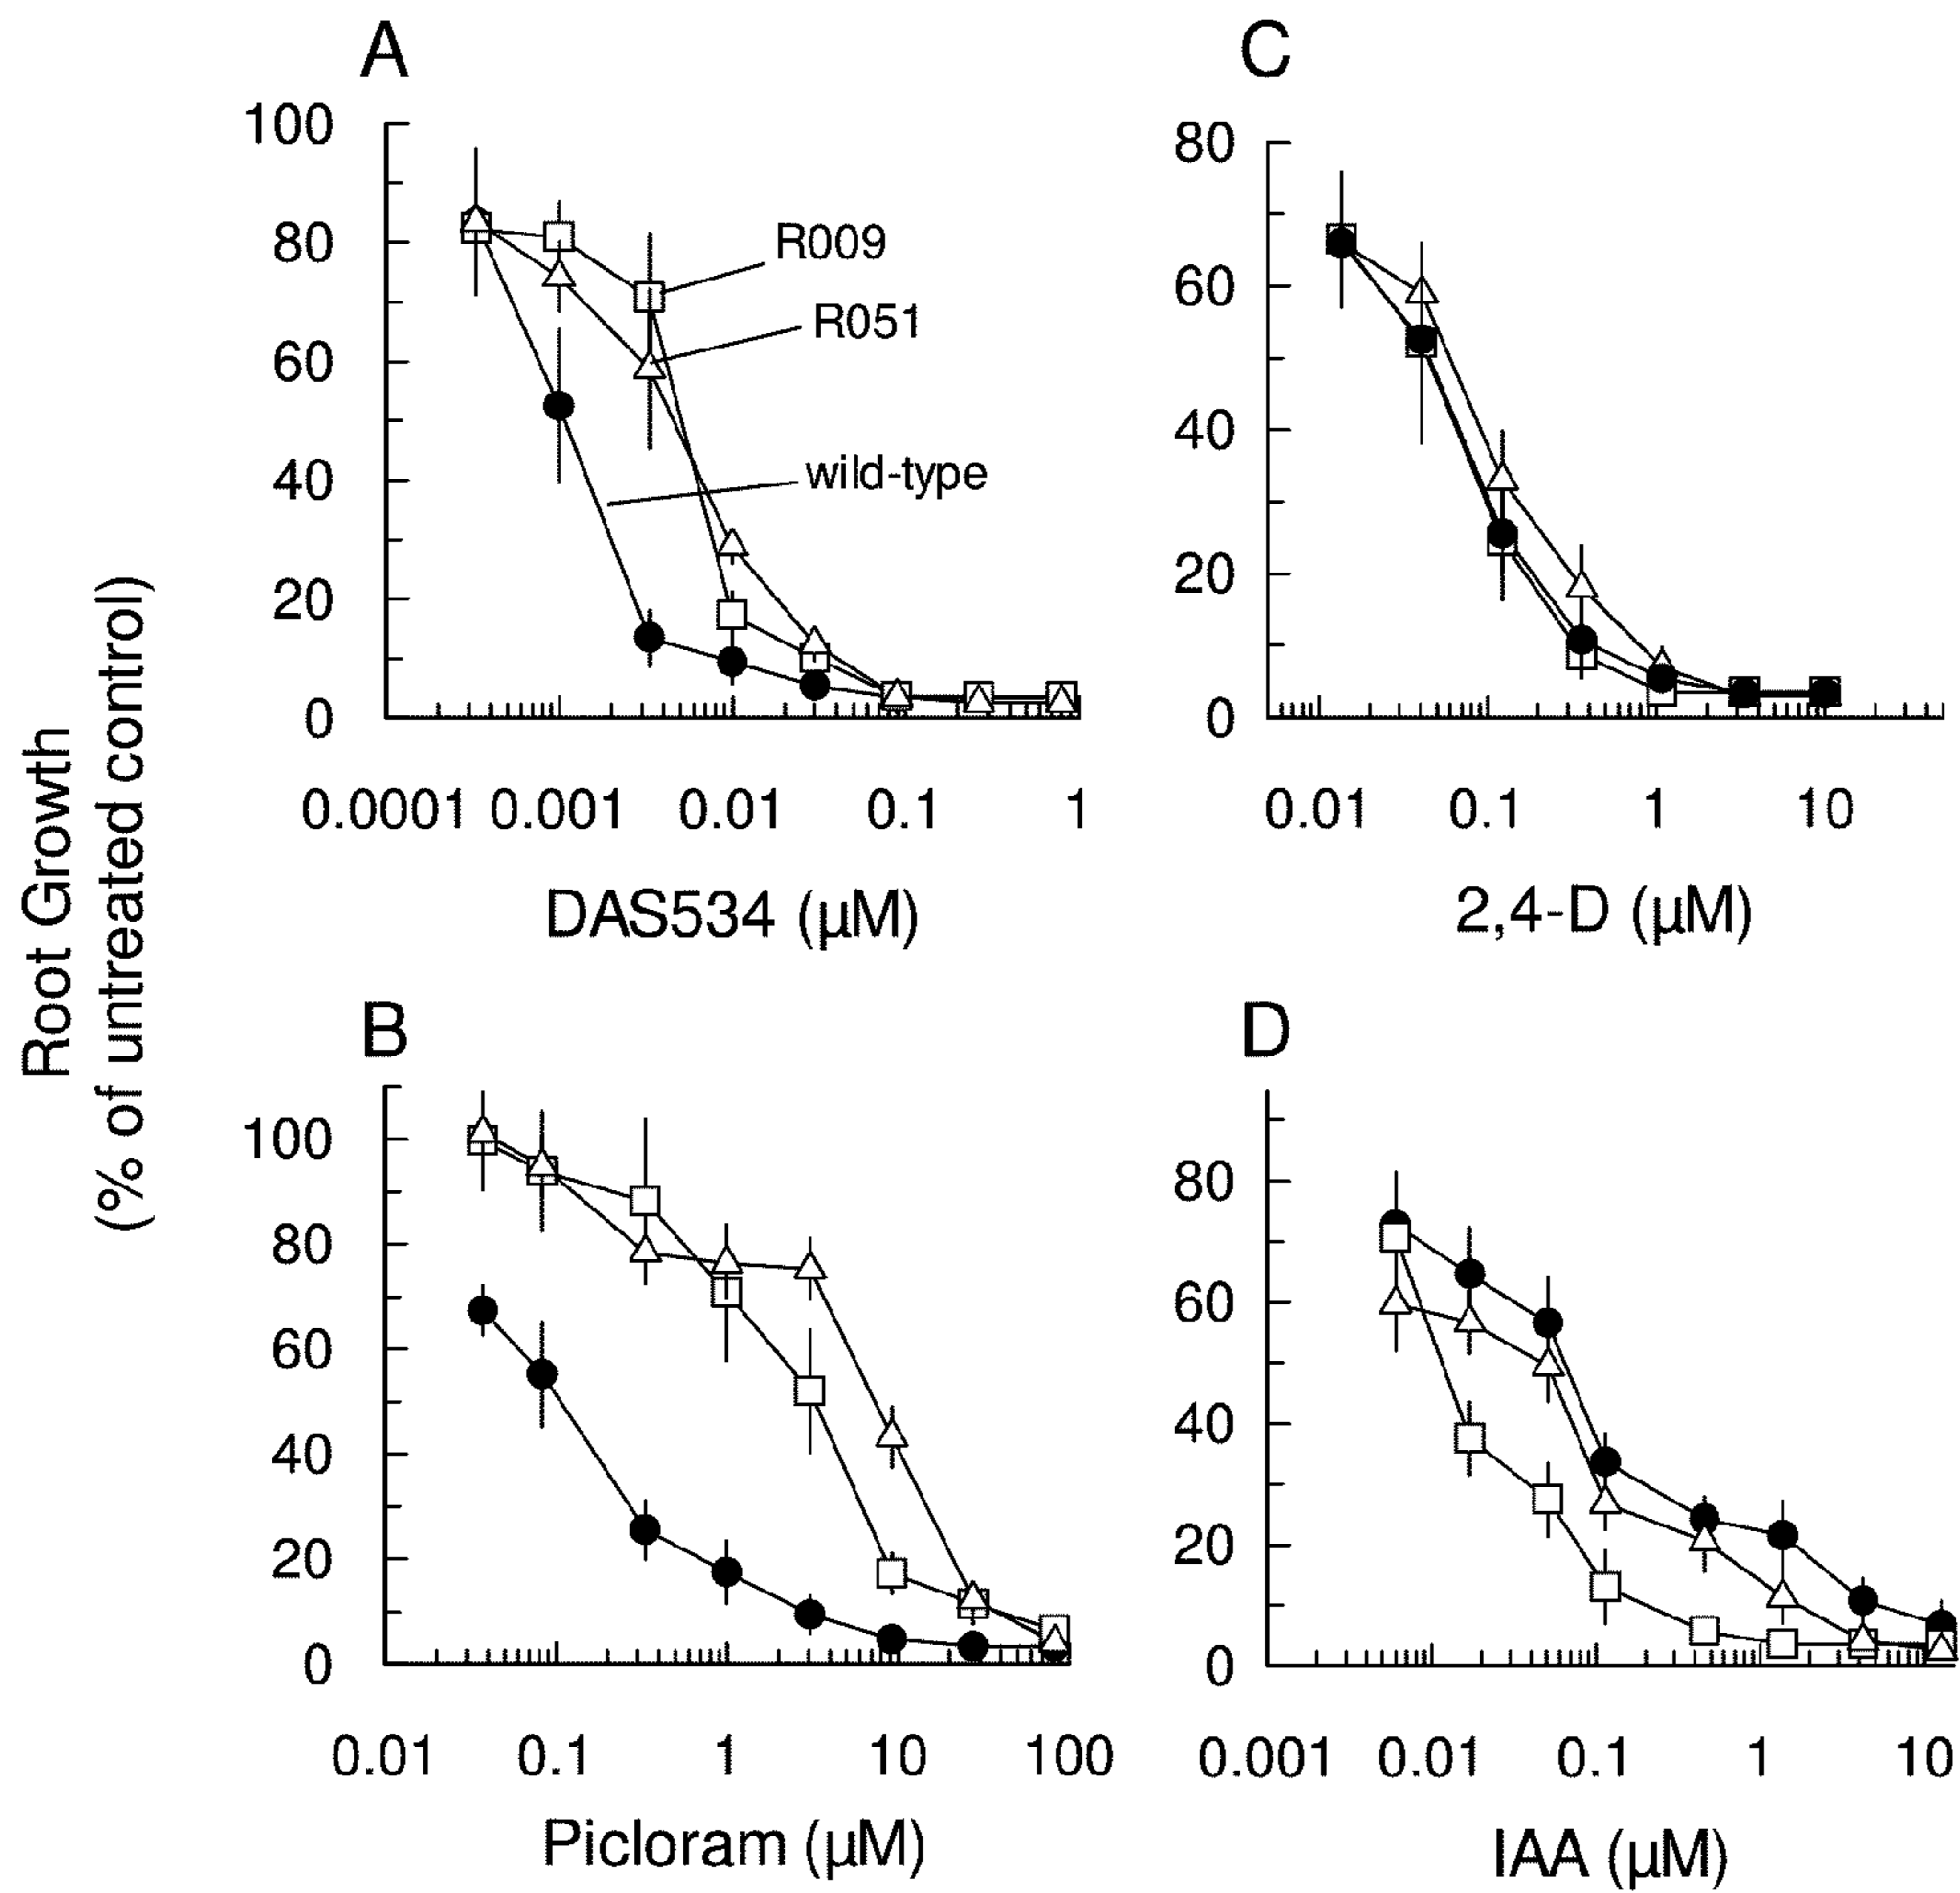 A
100
80
60
40
20
0
R009
R051
wild-type
0.0001 0.001 0.01 0.1 1
DAS534 (µM)
C
80
60
40
20
0
0.01 0.1 1 10
2,4-D (µM)
Root Growth
(% of untreated control)
B
100
80
60
40
20
0
0.01 0.1 1 10 100
Picloram (µM)
D
80
60
40
20
0
0.001 0.01 0.1 1 10
IAA (µM)